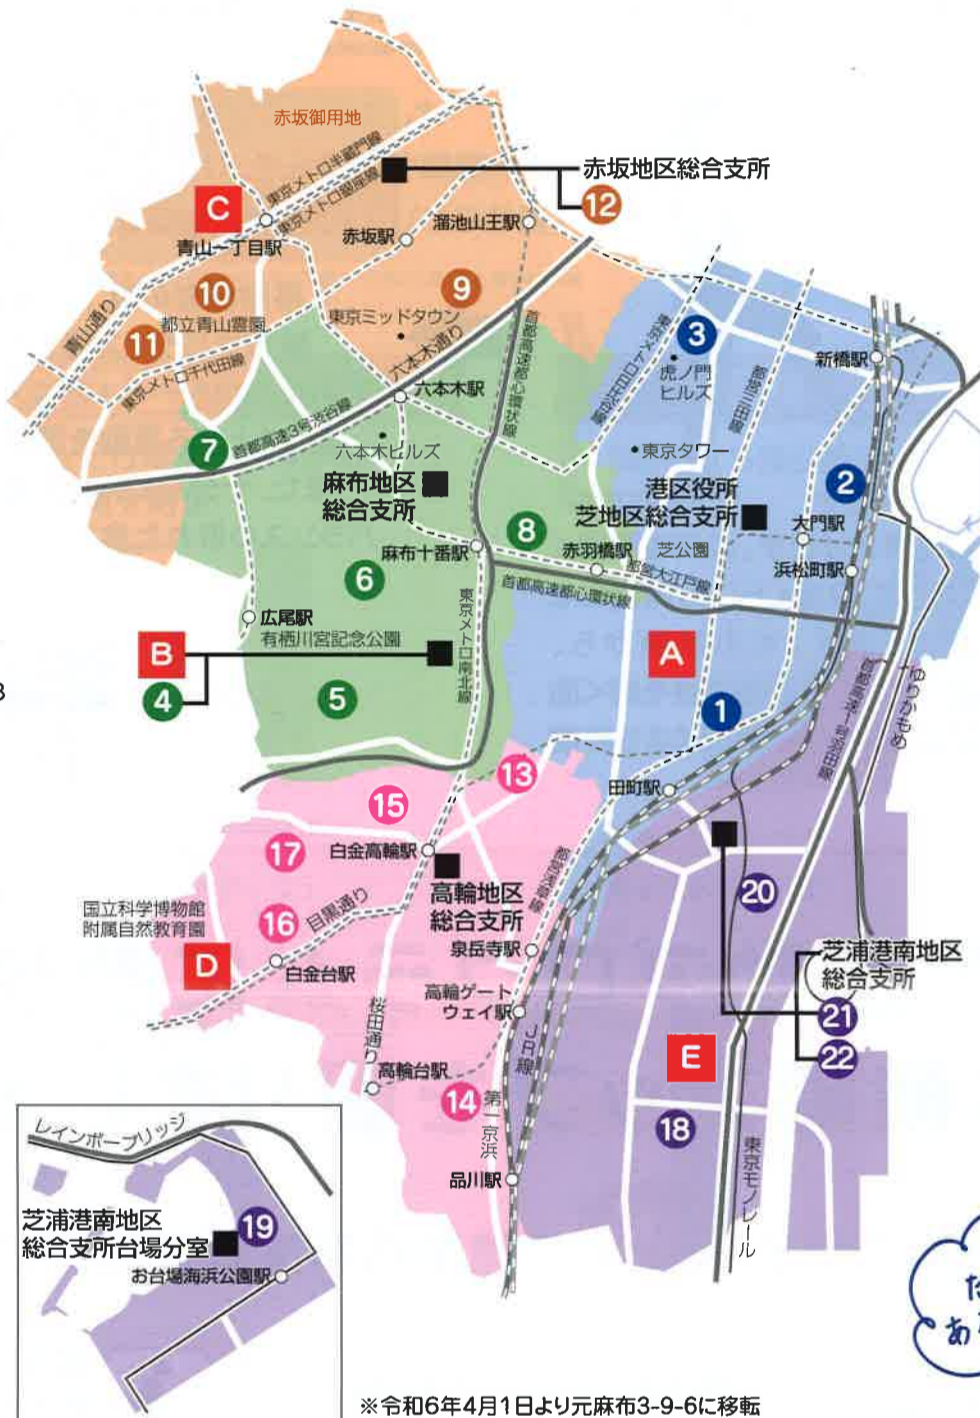 赤坂御用地
東京メトロ半蔵門線
東京メトロ銀座線
赤坂地区総合支所
12
C
青山一丁目駅
赤坂駅
溜池山王駅
青山通り
10
都立青山霊園
11
東京メトロ千代田線
9
東京ミッドタウン
六本木通り
首都高速都心環状線
3
東京メトロ日比谷線
虎ノ門
ヒルズ
都営三田線
新橋駅
六本木駅
7
首都高速3号渋谷線
六本木ヒルズ
麻布地区
総合支所
東京タワー
港区役所
芝地区総合支所
2
大門駅
8
麻布十番駅
赤羽橋駅
芝公園
都営大江戸線
浜松町駅
首都高速都心環状線
6
広尾駅
有栖川宮記念公園
東京メトロ南北線
B
4
5
A
1
首都高速1号羽田線
ゆりかもめ
13
田町駅
15
17
白金高輪駅
高輪地区
総合支所
都営浅草線
20
国立科学博物館
附属自然教育園
16
目黒通り
D
白金台駅
泉岳寺駅
芝浦港南地区
総合支所
21
22
高輪ゲート
ウェイ駅
JR線
桜田通り
高輪台駅
E
14
第一京浜
18
品川駅
東京モノレール
レインボーブリッジ
芝浦港南地区
総合支所台場分室
19
お台場海浜公園駅
※令和6年4月1日より元麻布3-9-6に移転